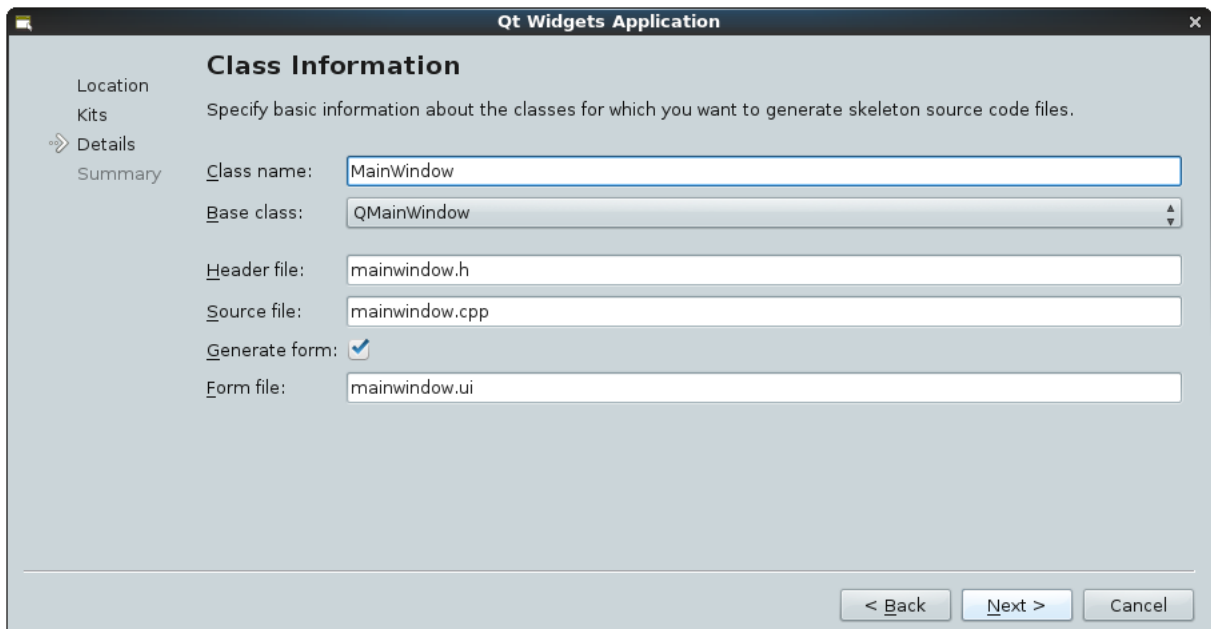 Qt Widgets Application
Class Information
Location
Kits
Details
Summary
Specify basic information about the classes for which you want to generate skeleton source code files.
Class name: MainWindow
Base class: QMainWindow
Header file: mainwindow.h
Source file: mainwindow.cpp
Generate form:
Form file: mainwindow.ui
< Back Next > Cancel